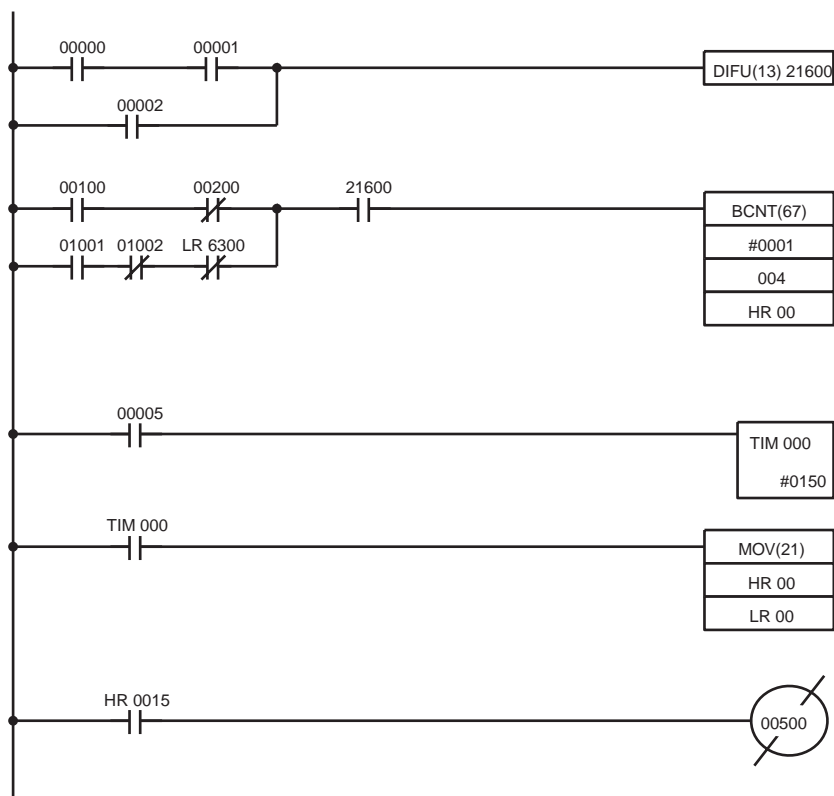 00000 00001
DIFU(13) 21600
00002
00100 00200 21600
BCNT(67)
01001 01002 LR 6300
#0001
004
HR 00
00005
TIM 000
#0150
TIM 000
MOV(21)
HR 00
LR 00
HR 0015
00500